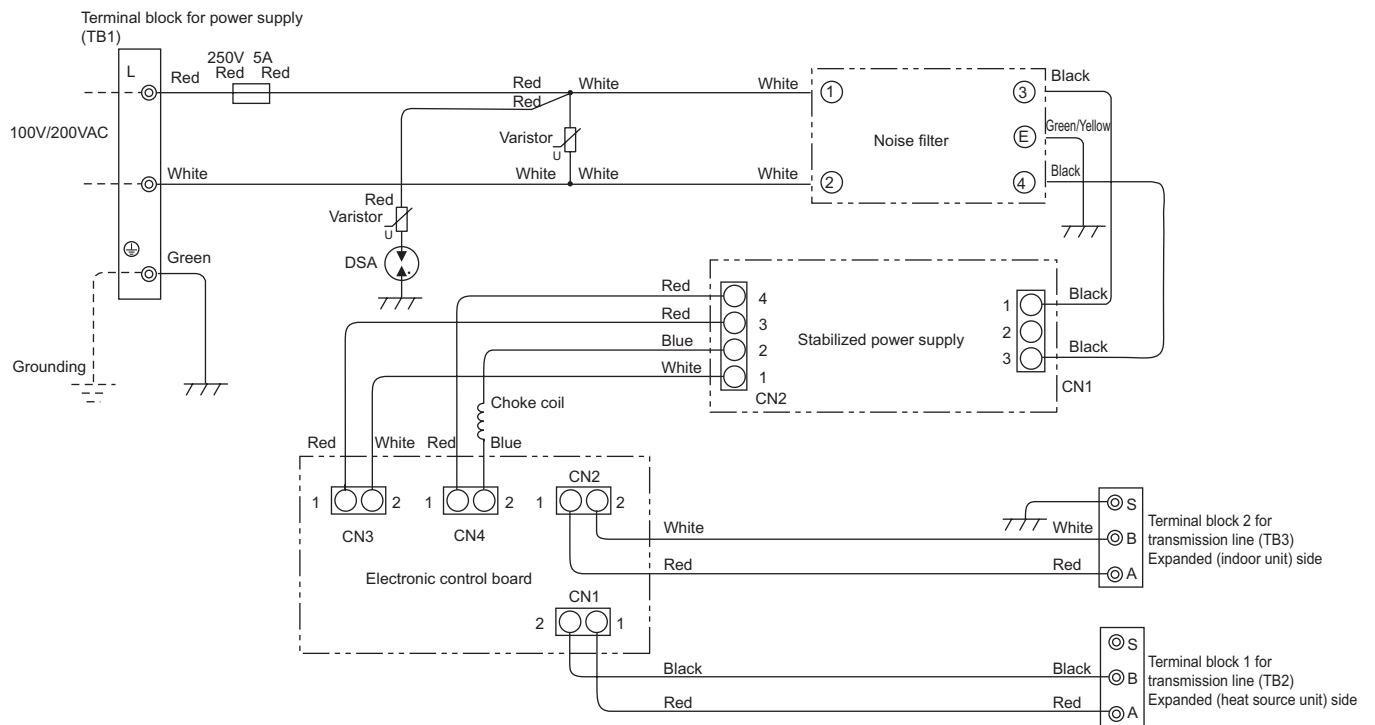 Terminal block for power supply
(TB1)
250V 5A
L
Red
Red Red
Red
White
White
Red
100V/200VAC
Varistor
U
White
White White
White
1
2
Noise filter
3
E
4
Black
Green/Yellow
Black
Red
Varistor
U
DSA
Green
Grounding
Red
Red
Blue
White
4
3
2
1
CN2
Stabilized power supply
1
2
3
CN1
Black
Black
Choke coil
Red
White
Red
Blue
1
2
CN3
1
2
CN4
CN2
1
2
Electronic control board
CN1
2
1
White
White
Red
Red
S
B
A
Terminal block 2 for
transmission line (TB3)
Expanded (indoor unit) side
Black
Black
Red
Red
S
B
A
Terminal block 1 for
transmission line (TB2)
Expanded (heat source unit) side